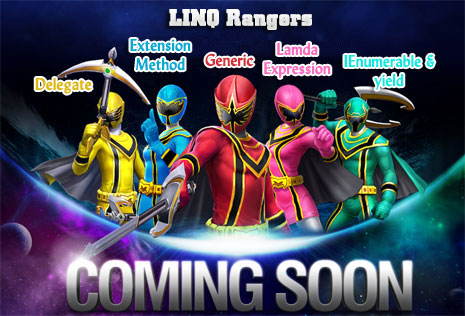 LINQ Rangers
Delegate
Extension
Method
Generic
Lamda
Expression
IEnumerable &
yield
COMING SOON